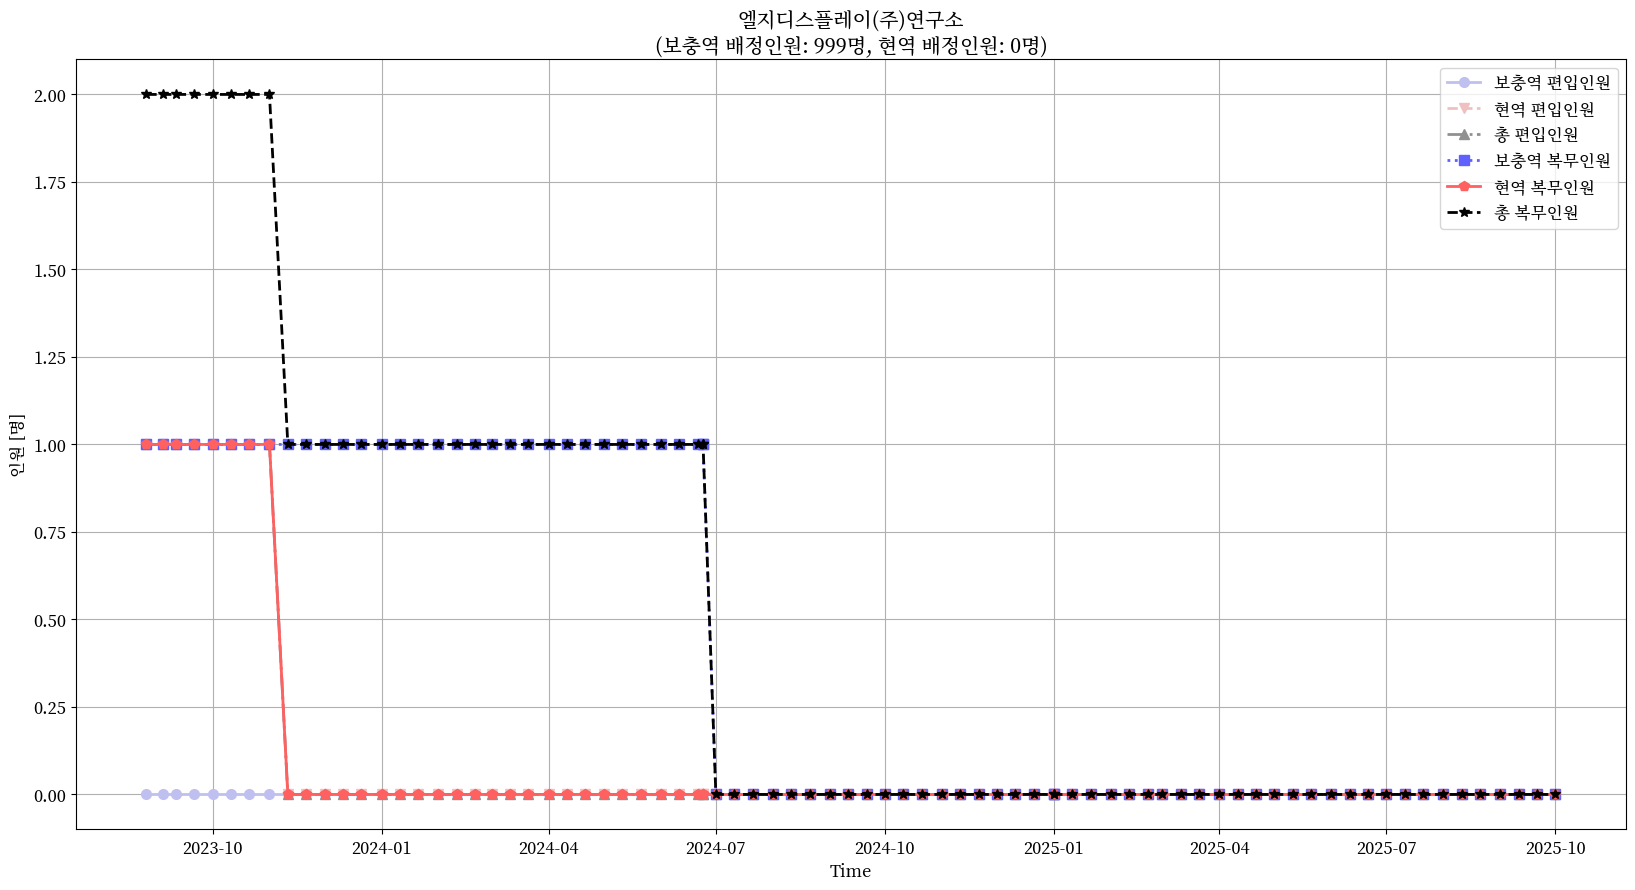 엘지디스플레이(주)연구소
(보충역 배정인원: 999명, 현역 배정인원: 0명)
보충역 편입인원
현역 편입인원
총 편입인원
보충역 복무인원
현역 복무인원
총 복무인원
인원 [명]
2.00
1.75
1.50
1.25
1.00
0.75
0.50
0.25
0.00
2023-10
2024-01
2024-04
2024-07
2024-10
2025-01
2025-04
2025-07
2025-10
Time